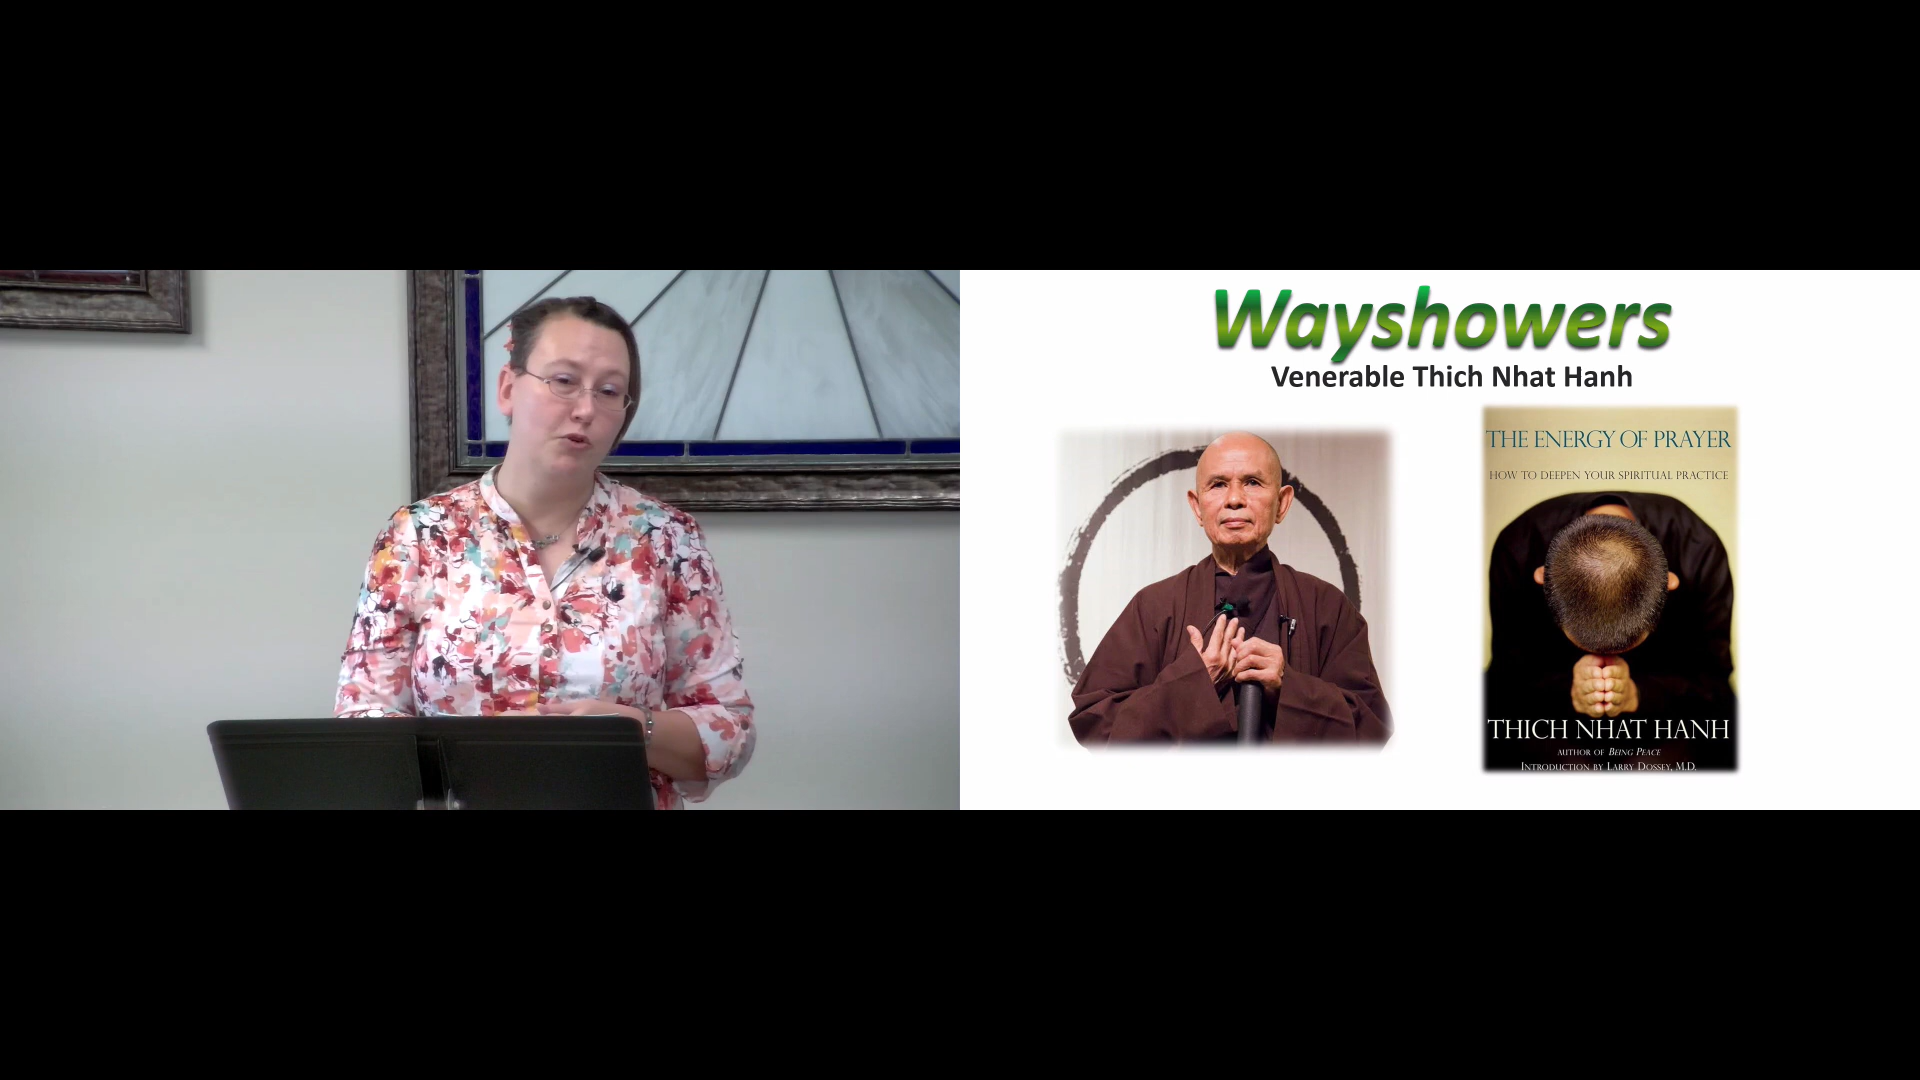 Wayshowers
Venerable Thich Nhat Hanh
THE ENERGY OF PRAYER
HOW TO DEEPEN YOUR SPIRITUAL PRACTICE
THICH NHAT HANH
AUTHOR OF BEING PEACE
INTRODUCTION BY LARRY DOSSEY, M.D.